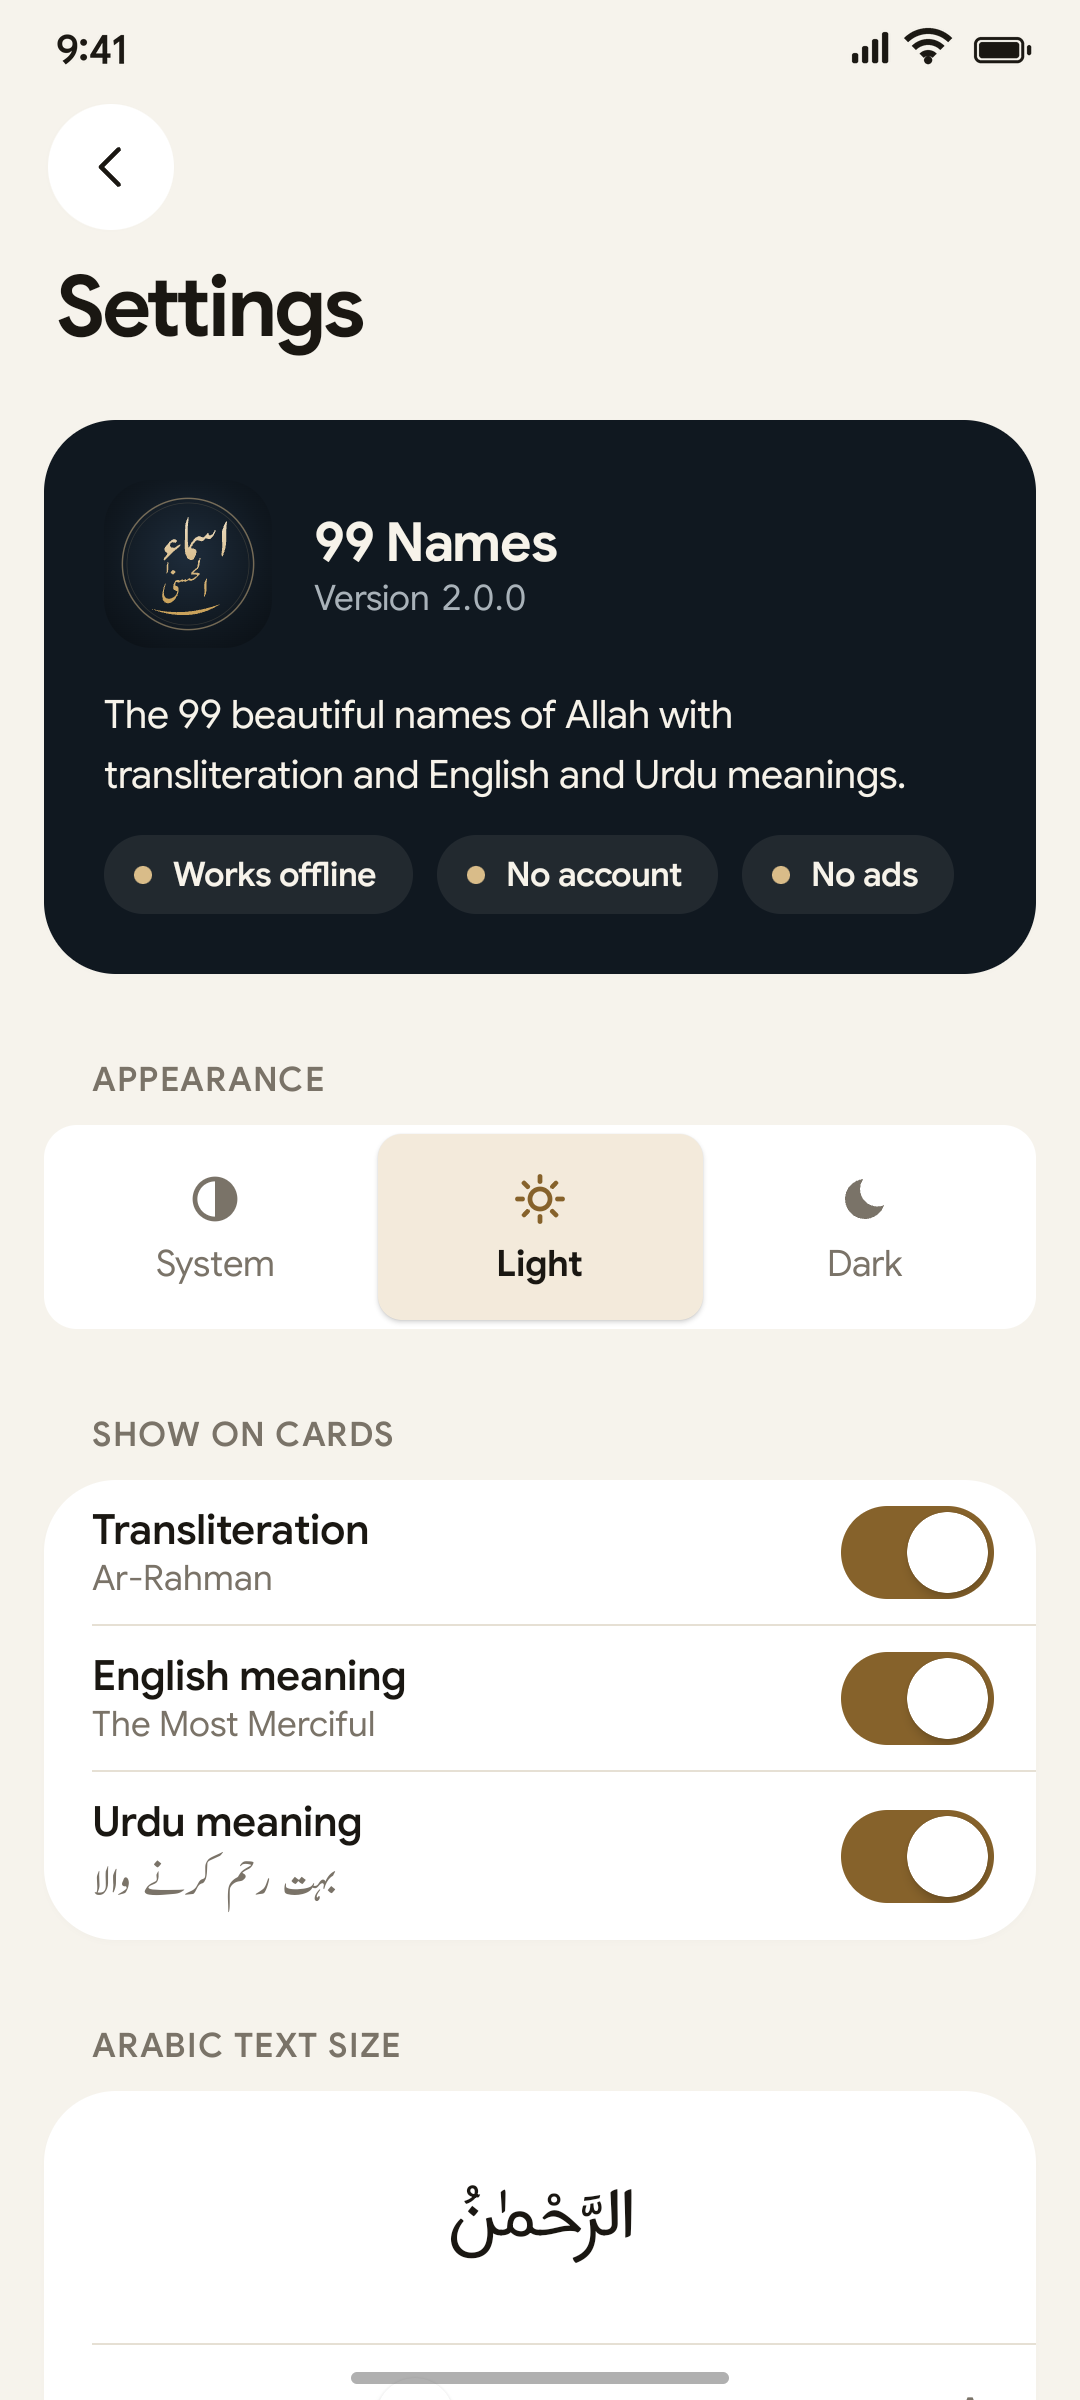 9:41
Settings
اسماء
الحسنیٰ
99 Names
Version 2.0.0
The 99 beautiful names of Allah with
transliteration and English and Urdu meanings.
Works offline
No account
No ads
APPEARANCE
System
Light
Dark
SHOW ON CARDS
Transliteration
Ar-Rahman
English meaning
The Most Merciful
Urdu meaning
بہت رحم کرنے والا
ARABIC TEXT SIZE
الرَّحْمٰنُ